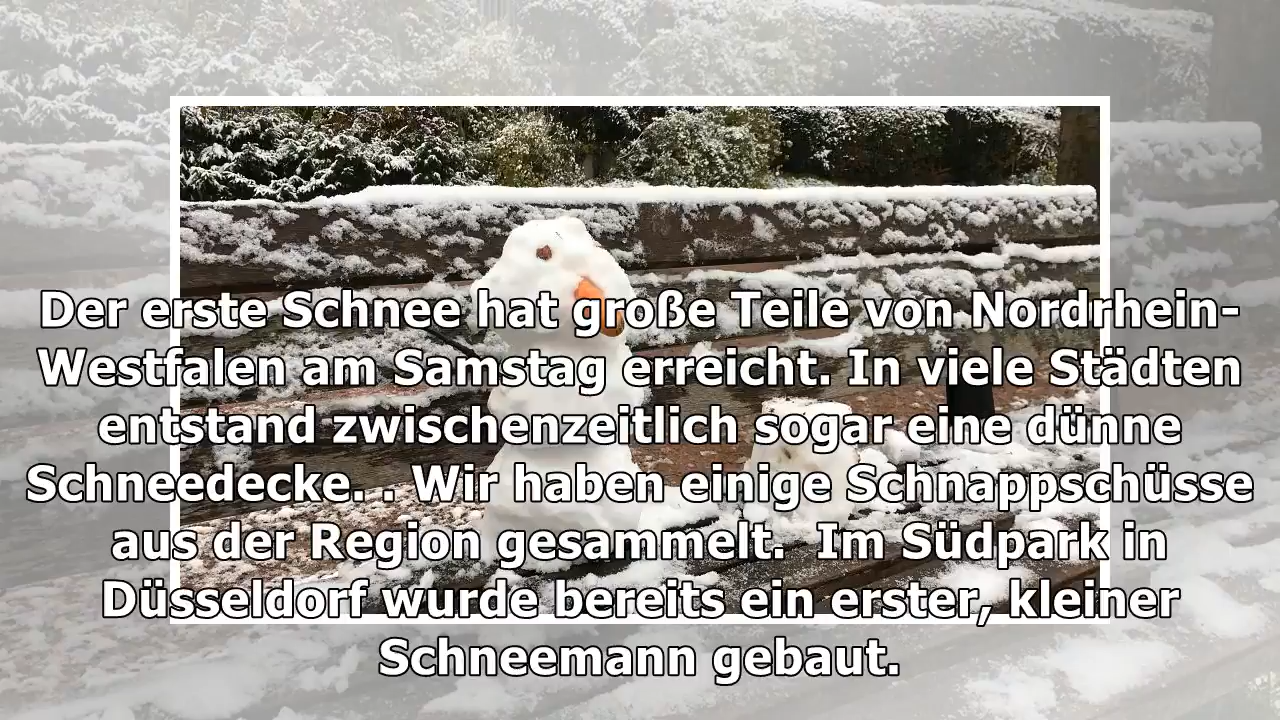 Der erste Schnee hat große Teile von Nordrhein-
Westfalen am Samstag erreicht. In viele Städten
entstand zwischenzeitlich sogar eine dünne
Schneedecke. . Wir haben einige Schnappschüsse
aus der Region gesammelt.  Im Südpark in
Düsseldorf wurde bereits ein erster, kleiner
Schneemann gebaut.